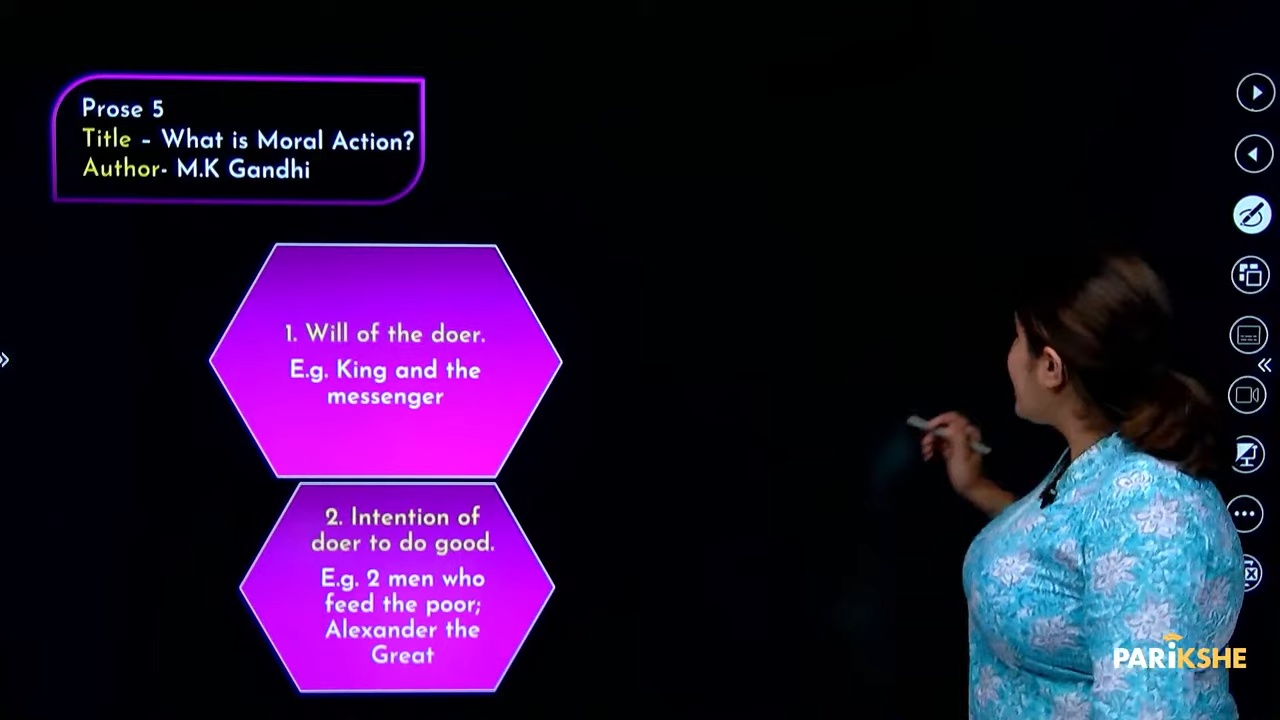 Prose 5
Title – What is Moral Action?
Author- M.K Gandhi
1. Will of the doer.
E.g. King and the
messenger
2. Intention of
doer to do good.
E.g. 2 men who
feed the poor;
Alexander the
Great
PARIKSHE